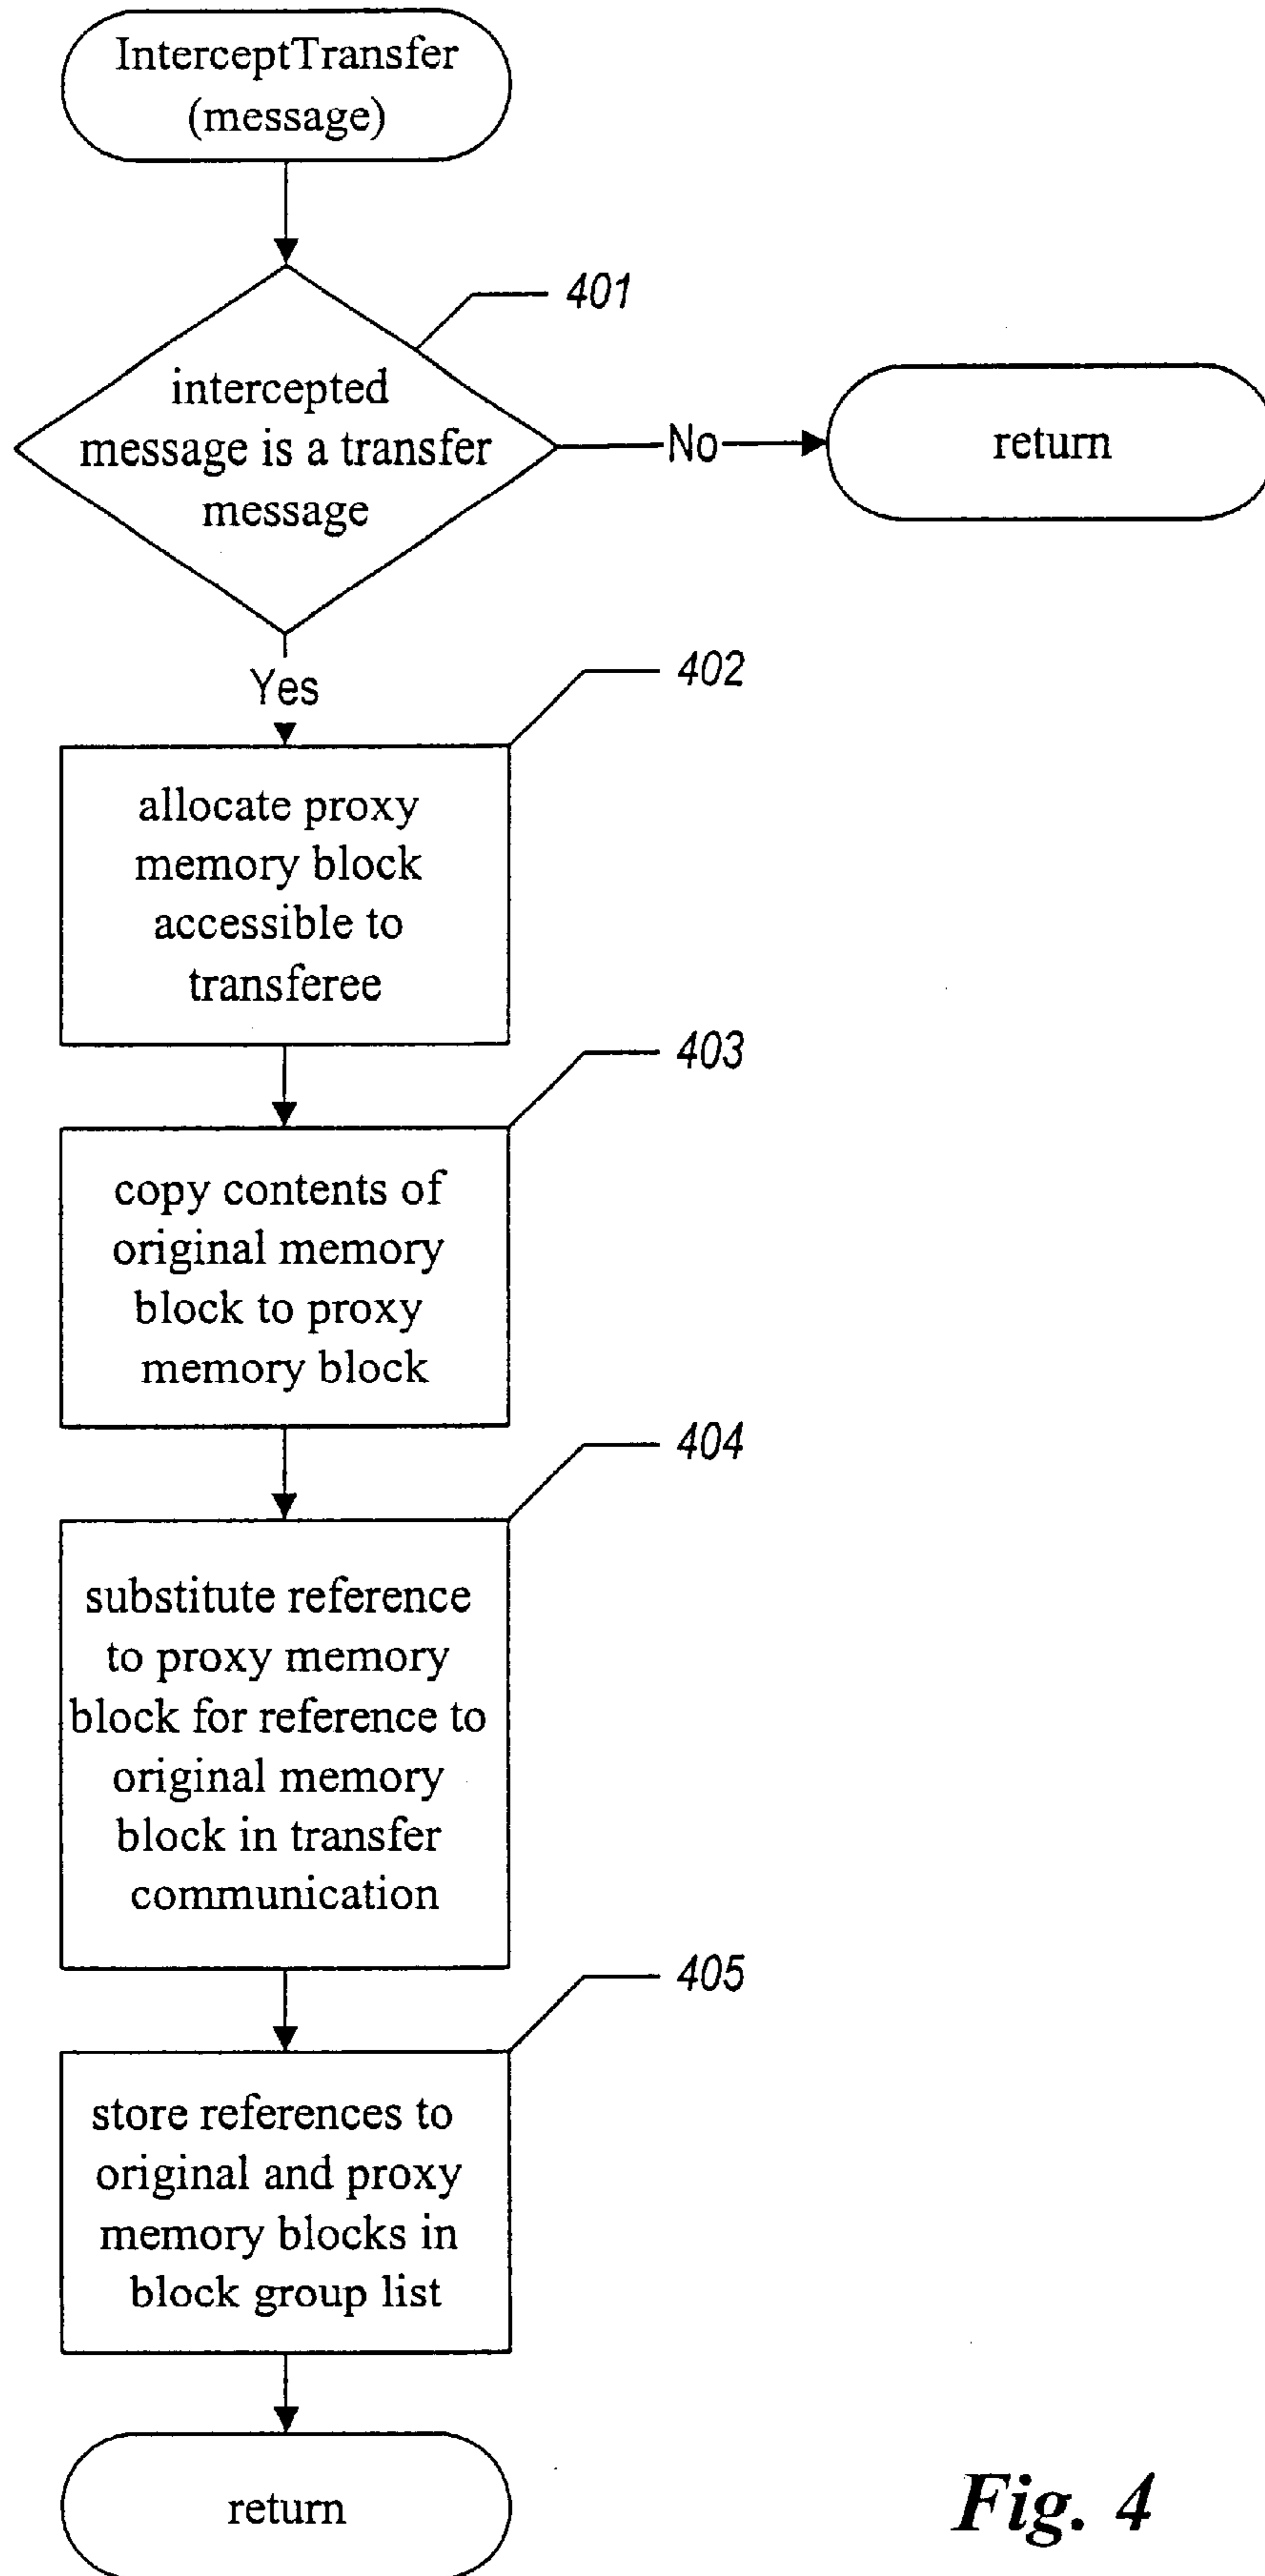 InterceptTransfer
(message)
401
intercepted
message is a transfer
message
No
return
Yes
402
allocate proxy
memory block
accessible to
transferee
403
copy contents of
original memory
block to proxy
memory block
404
substitute reference
to proxy memory
block for reference to
original memory
block in transfer
communication
405
store references to
original and proxy
memory blocks in
block group list
return
Fig. 4